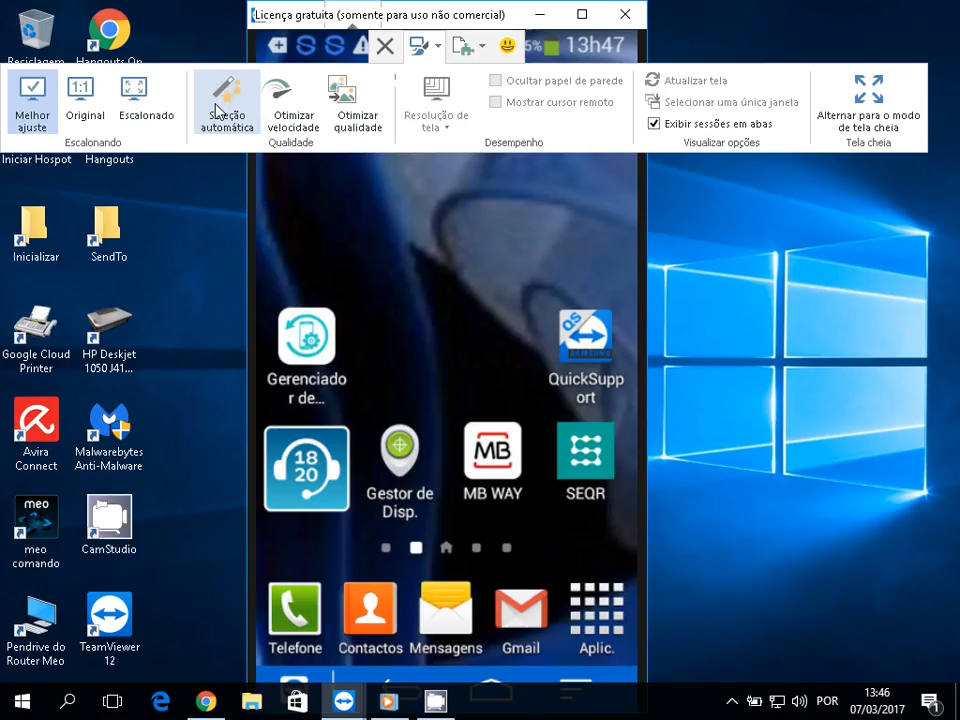 Licença gratuita (somente para uso não comercial)
5% 13h47
Ocultar papel de parede
Mostrar cursor remoto
Atualizar tela
Selecionar uma única janela
Exibir sessões em abas
Melhor
ajuste
Original
Escalonado
Seleção
automática
Otimizar
velocidade
Otimizar
qualidade
Resolução de
tela
Alternar para o modo
de tela cheia
Escalonando
Qualidade
Desempenho
Visualizar opções
Tela cheia
Iniciar Hospot
Hangouts
Inicializar
SendTo
Google Cloud
Printer
HP Deskjet
1050 J41...
Avira
Connect
Malwarebytes
Anti-Malware
meo
meo
comando
CamStudio
Pendrive do
Router Meo
TeamViewer
12
Gerenciado
r de...
QS
SAMSUNG
QuickSupp
ort
18
20
Gestor de
Disp.
MB
MB WAY
SEQR
Telefone
Contactos
Mensagens
Gmail
Aplic.
POR
13:46
07/03/2017
1